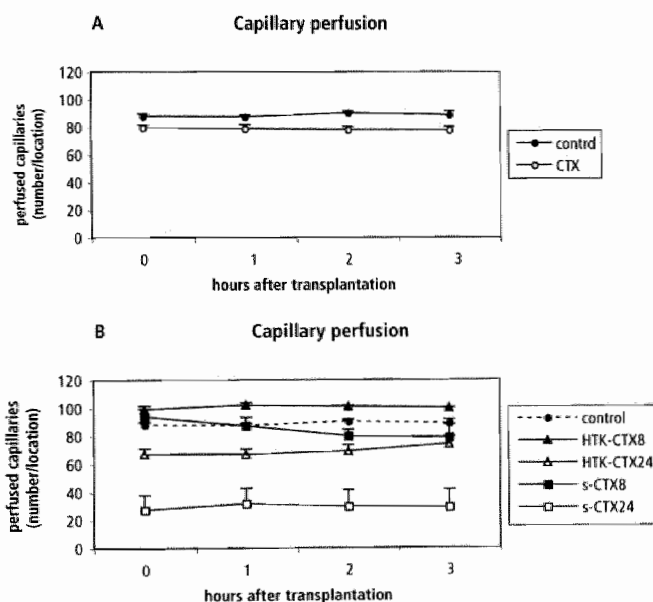 A Capillary perfusion
120
100
80
60
40
20
0
perfused capillaries
(number/location)
0 1 2 3
hours after transplantation
contrd
CTX
B Capillary perfusion
120
100
80
60
40
20
0
perfused capillaries
(number/location)
0 1 2 3
hours after transplantation
control
HTK-CTX8
HTK-CTX24
s-CTX8
s-CTX24